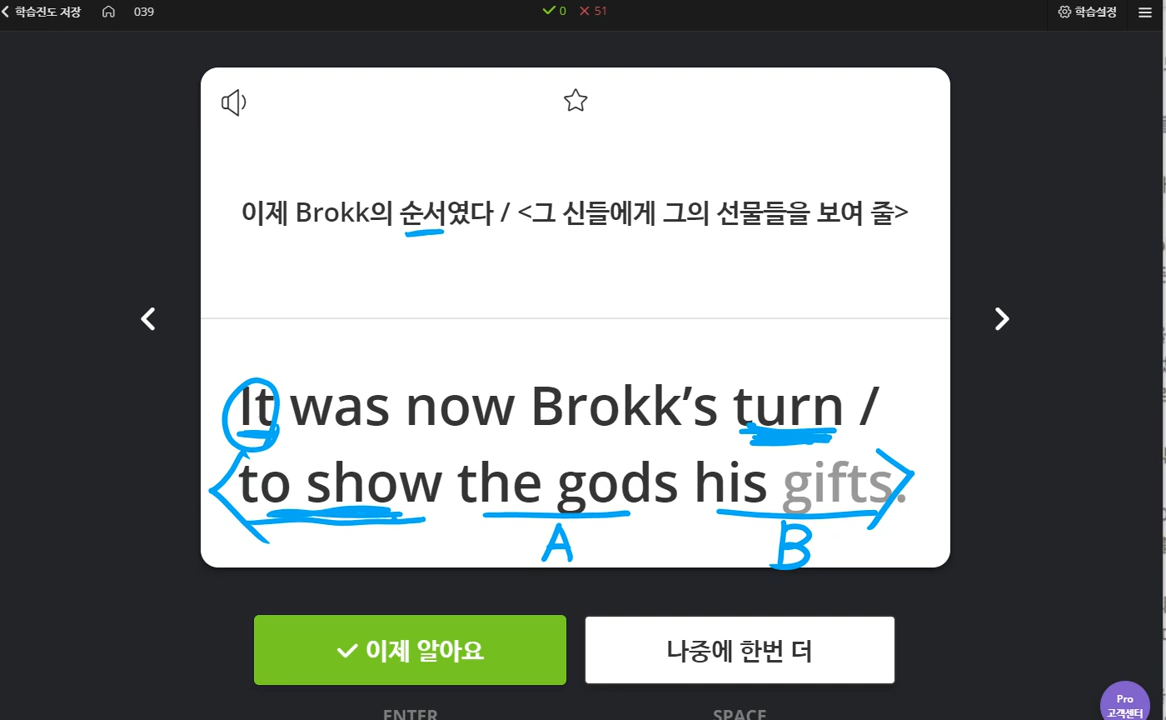 학습진도 저장 039 0 51 학습설정
이제 Brokk의 순서였다 / <그 신들에게 그의 선물들을 보여 줄>
It was now Brokk’s turn /
to show the gods his gifts.
A B
이제 알아요 나중에 한번 더
ENTER SPACE
Pro
고객센터